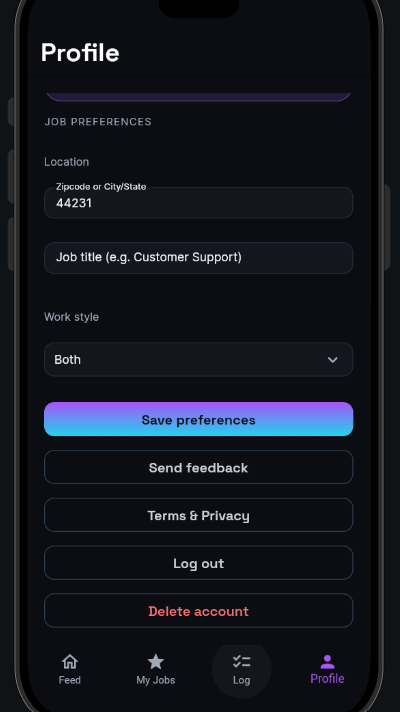 Profile
JOB PREFERENCES
Location
Zipcode or City/State
44231
Job title (e.g. Customer Support)
Work style
Both
Save preferences
Send feedback
Terms & Privacy
Log out
Delete account
Feed
My Jobs
Log
Profile